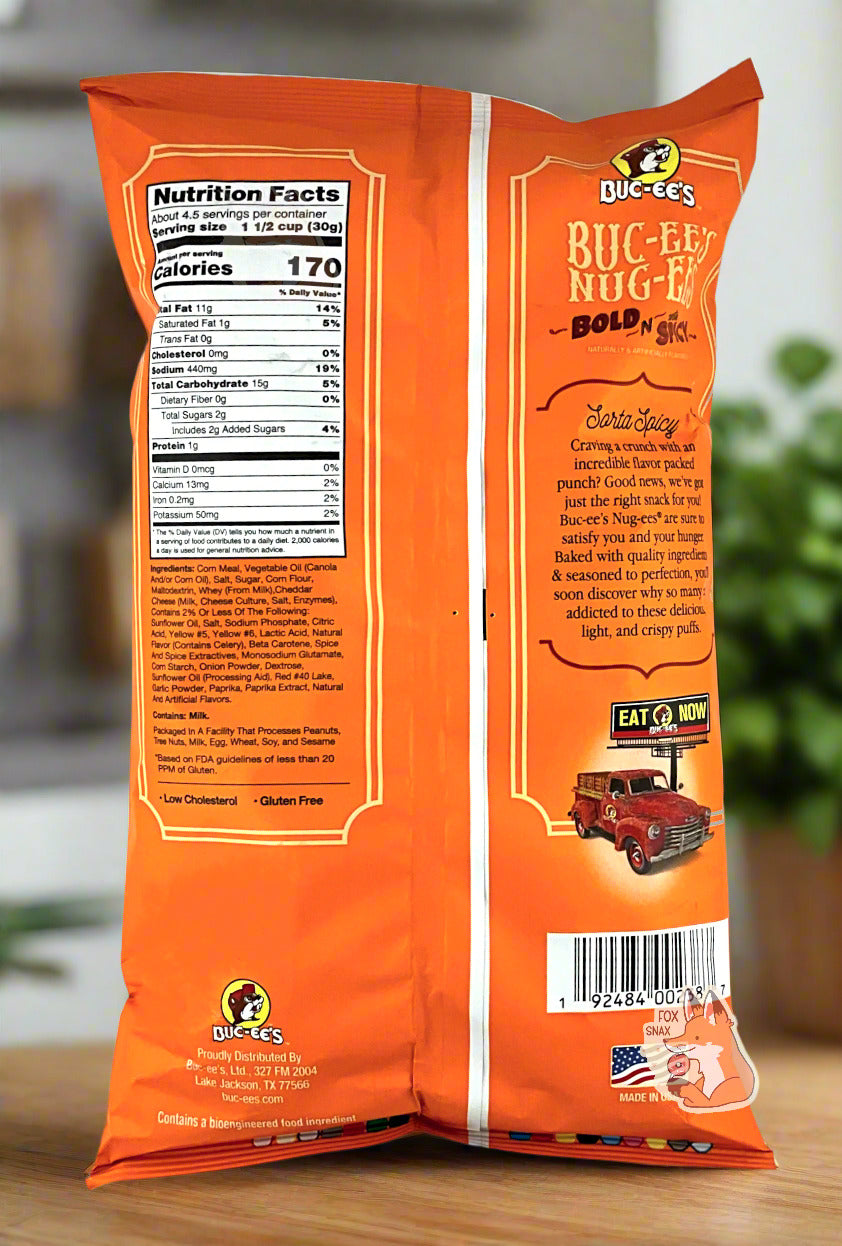 Nutrition Facts
About 4.5 servings per container
Serving size 1 1/2 cup (30g)
Amount per serving
Calories 170
% Daily Value*
tal Fat 11g 14%
Saturated Fat 1g 5%
Trans Fat 0g
Cholesterol 0mg 0%
Sodium 440mg 19%
Total Carbohydrate 15g 5%
Dietary Fiber 0g 0%
Total Sugars 2g
Includes 2g Added Sugars 4%
Protein 1g
Vitamin D 0mcg 0%
Calcium 13mg 2%
Iron 0.2mg 2%
Potassium 50mg 2%
*The % Daily Value (DV) tells you how much a nutrient in
a serving of food contributes to a daily diet. 2,000 calories
a day is used for general nutrition advice.
Ingredients: Corn Meal, Vegetable Oil (Canola
And/or Corn Oil), Salt, Sugar, Corn Flour,
Maltodextrin, Whey (From Milk),Cheddar
Cheese (Milk, Cheese Culture, Salt, Enzymes),
Contains 2% Or Less Of The Following:
Sunflower Oil, Salt, Sodium Phosphate, Citric
Acid, Yellow #5, Yellow #6, Lactic Acid, Natural
Flavor (Contains Celery), Beta Carotene, Spice
And Spice Extractives, Monosodium Glutamate,
Corn Starch, Onion Powder, Dextrose,
Sunflower Oil (Processing Aid), Red #40 Lake,
Garlic Powder, Paprika, Paprika Extract, Natural
And Artificial Flavors.
Contains: Milk.
Packaged In A Facility That Processes Peanuts,
Tree Nuts, Milk, Egg, Wheat, Soy, and Sesame
*Based on FDA guidelines of less than 20
PPM of Gluten.
• Low Cholesterol • Gluten Free
BUC-EE'S
Proudly Distributed By
Buc-ee's, Ltd., 327 FM 2004
Lake Jackson, TX 77566
buc-ees.com
Contains a bioengineered food ingredient
BUC-EE'S
BUC-EE'S
NUG-EES
BOLD N SPICY
NATURALLY & ARTIFICIALLY FLAVORED
Sorta Spicy
Craving a crunch with an
incredible flavor packed
punch? Good news, we've got
just the right snack for you!
Buc-ee's Nug-ees® are sure to
satisfy you and your hunger.
Baked with quality ingredien
& seasoned to perfection, you'll
soon discover why so many
addicted to these deliciou
light, and crispy puffs.
EAT NOW
BUC-EE'S
1 92484 00 7
FOX
SNAX
MADE IN